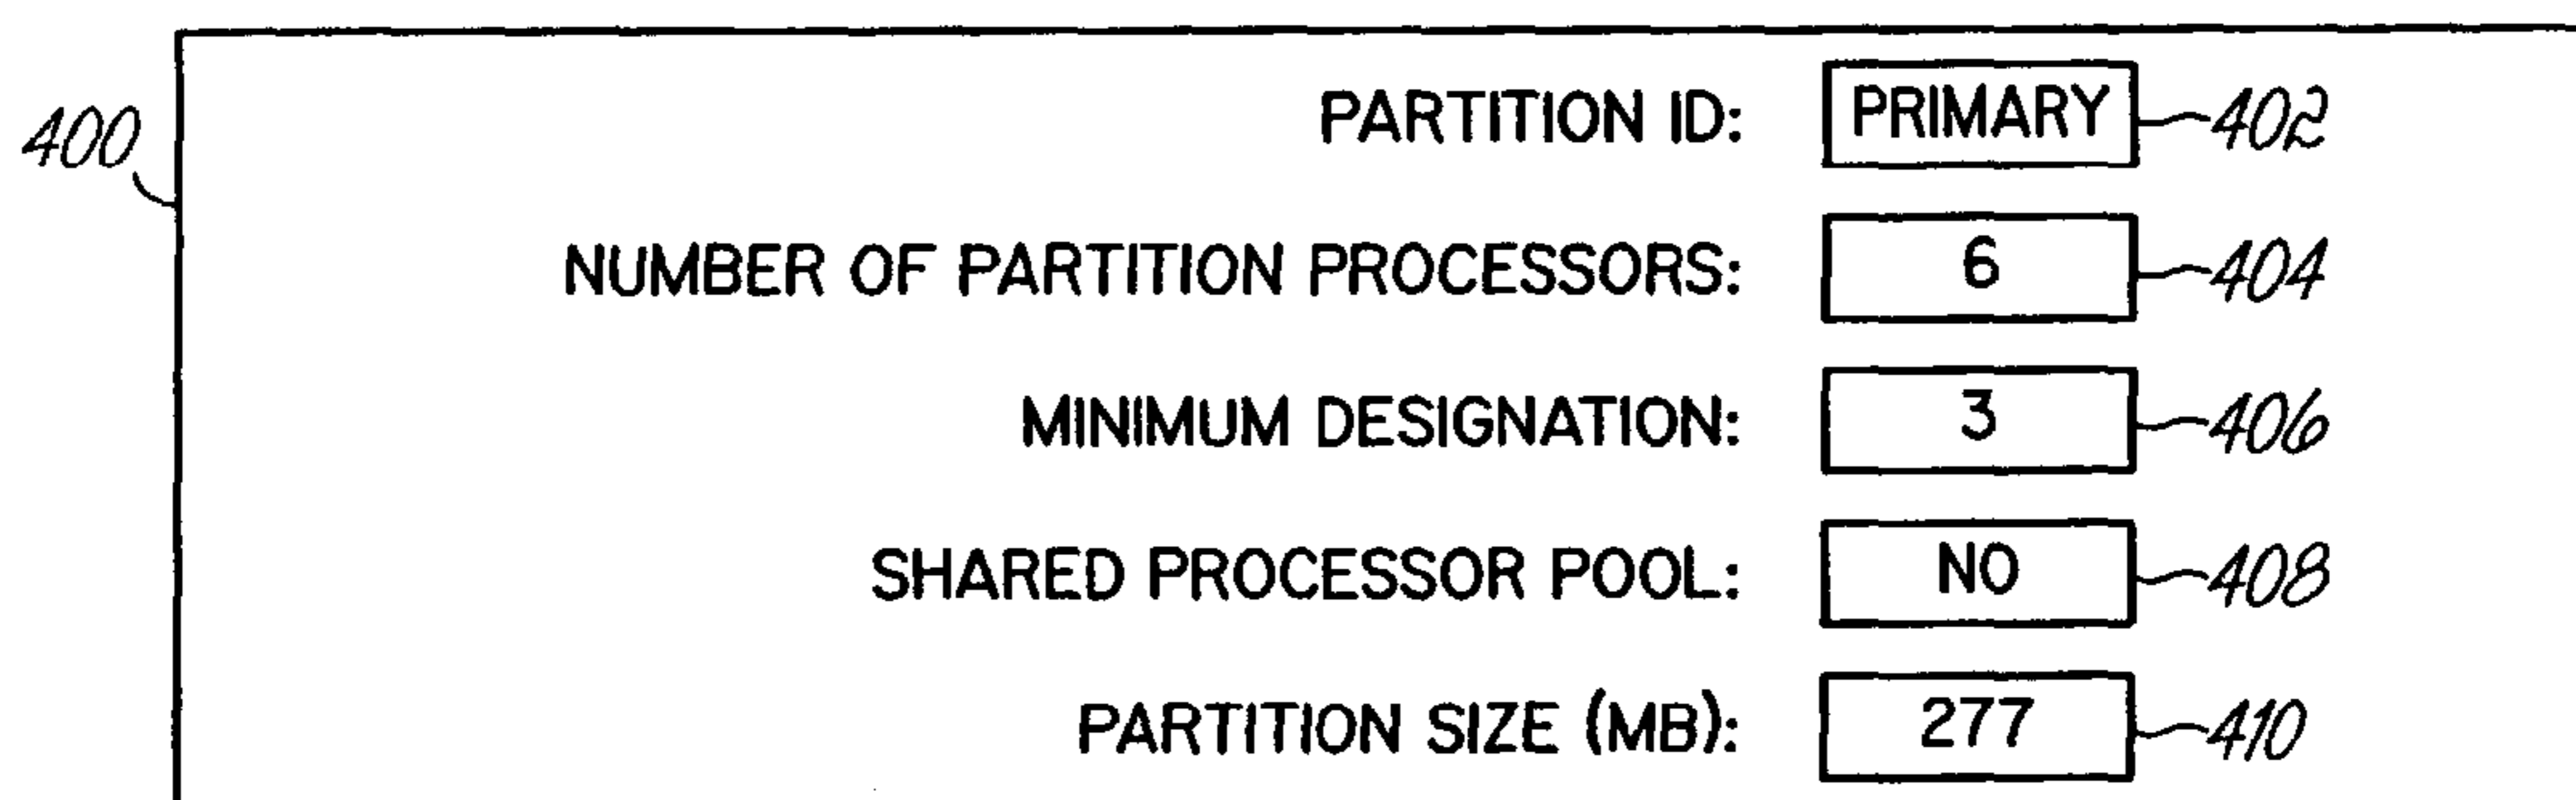 PARTITION ID: PRIMARY 402
400
NUMBER OF PARTITION PROCESSORS: 6 404
MINIMUM DESIGNATION: 3 406
SHARED PROCESSOR POOL: NO 408
PARTITION SIZE (MB): 277 410